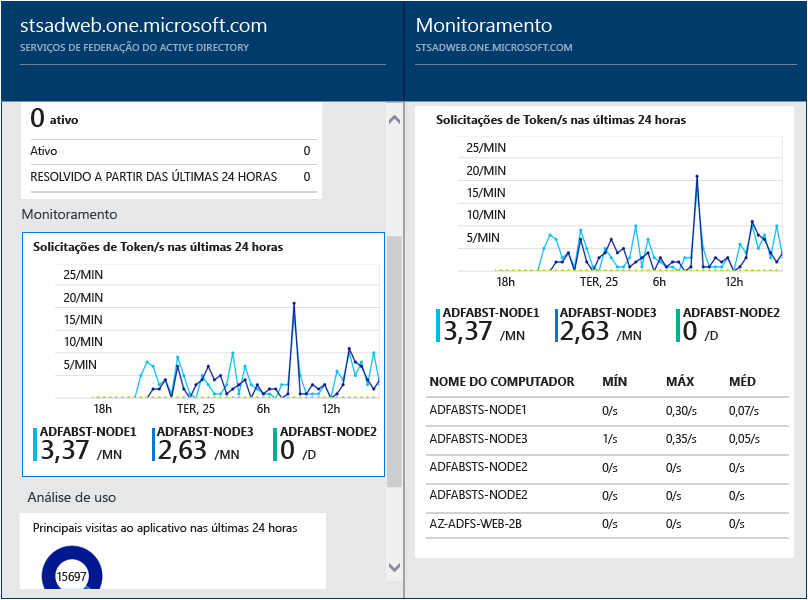 stsadweb.one.microsoft.com
SERVIÇOS DE FEDERAÇÃO DO ACTIVE DIRECTORY
0 ativo
Ativo 0
RESOLVIDO A PARTIR DAS ÚLTIMAS 24 HORAS 0
Monitoramento
Solicitações de Token/s nas últimas 24 horas
25/MIN
20/MIN
15/MIN
10/MIN
5/MIN
18h TER, 25 6h 12h
ADFABST-NODE1 ADFABST-NODE3 ADFABST-NODE2
3,37 /MN 2,63 /MN 0 /D
Análise de uso
Principais visitas ao aplicativo nas últimas 24 horas
15697
Monitoramento
STSADWEB.ONE.MICROSOFT.COM
Solicitações de Token/s nas últimas 24 horas
25/MIN
20/MIN
15/MIN
10/MIN
5/MIN
18h TER, 25 6h 12h
ADFABST-NODE1 ADFABST-NODE3 ADFABST-NODE2
3,37 /MN 2,63 /MN 0 /D
NOME DO COMPUTADOR MÍN MÁX MÉD
ADFABSTS-NODE1 0/s 0,30/s 0,07/s
ADFABSTS-NODE3 1/s 0,35/s 0,05/s
ADFABSTS-NODE2 0/s 0/s 0/s
ADFABSTS-NODE2 0/s 0/s 0/s
AZ-ADFS-WEB-2B 0/s 0/s 0/s